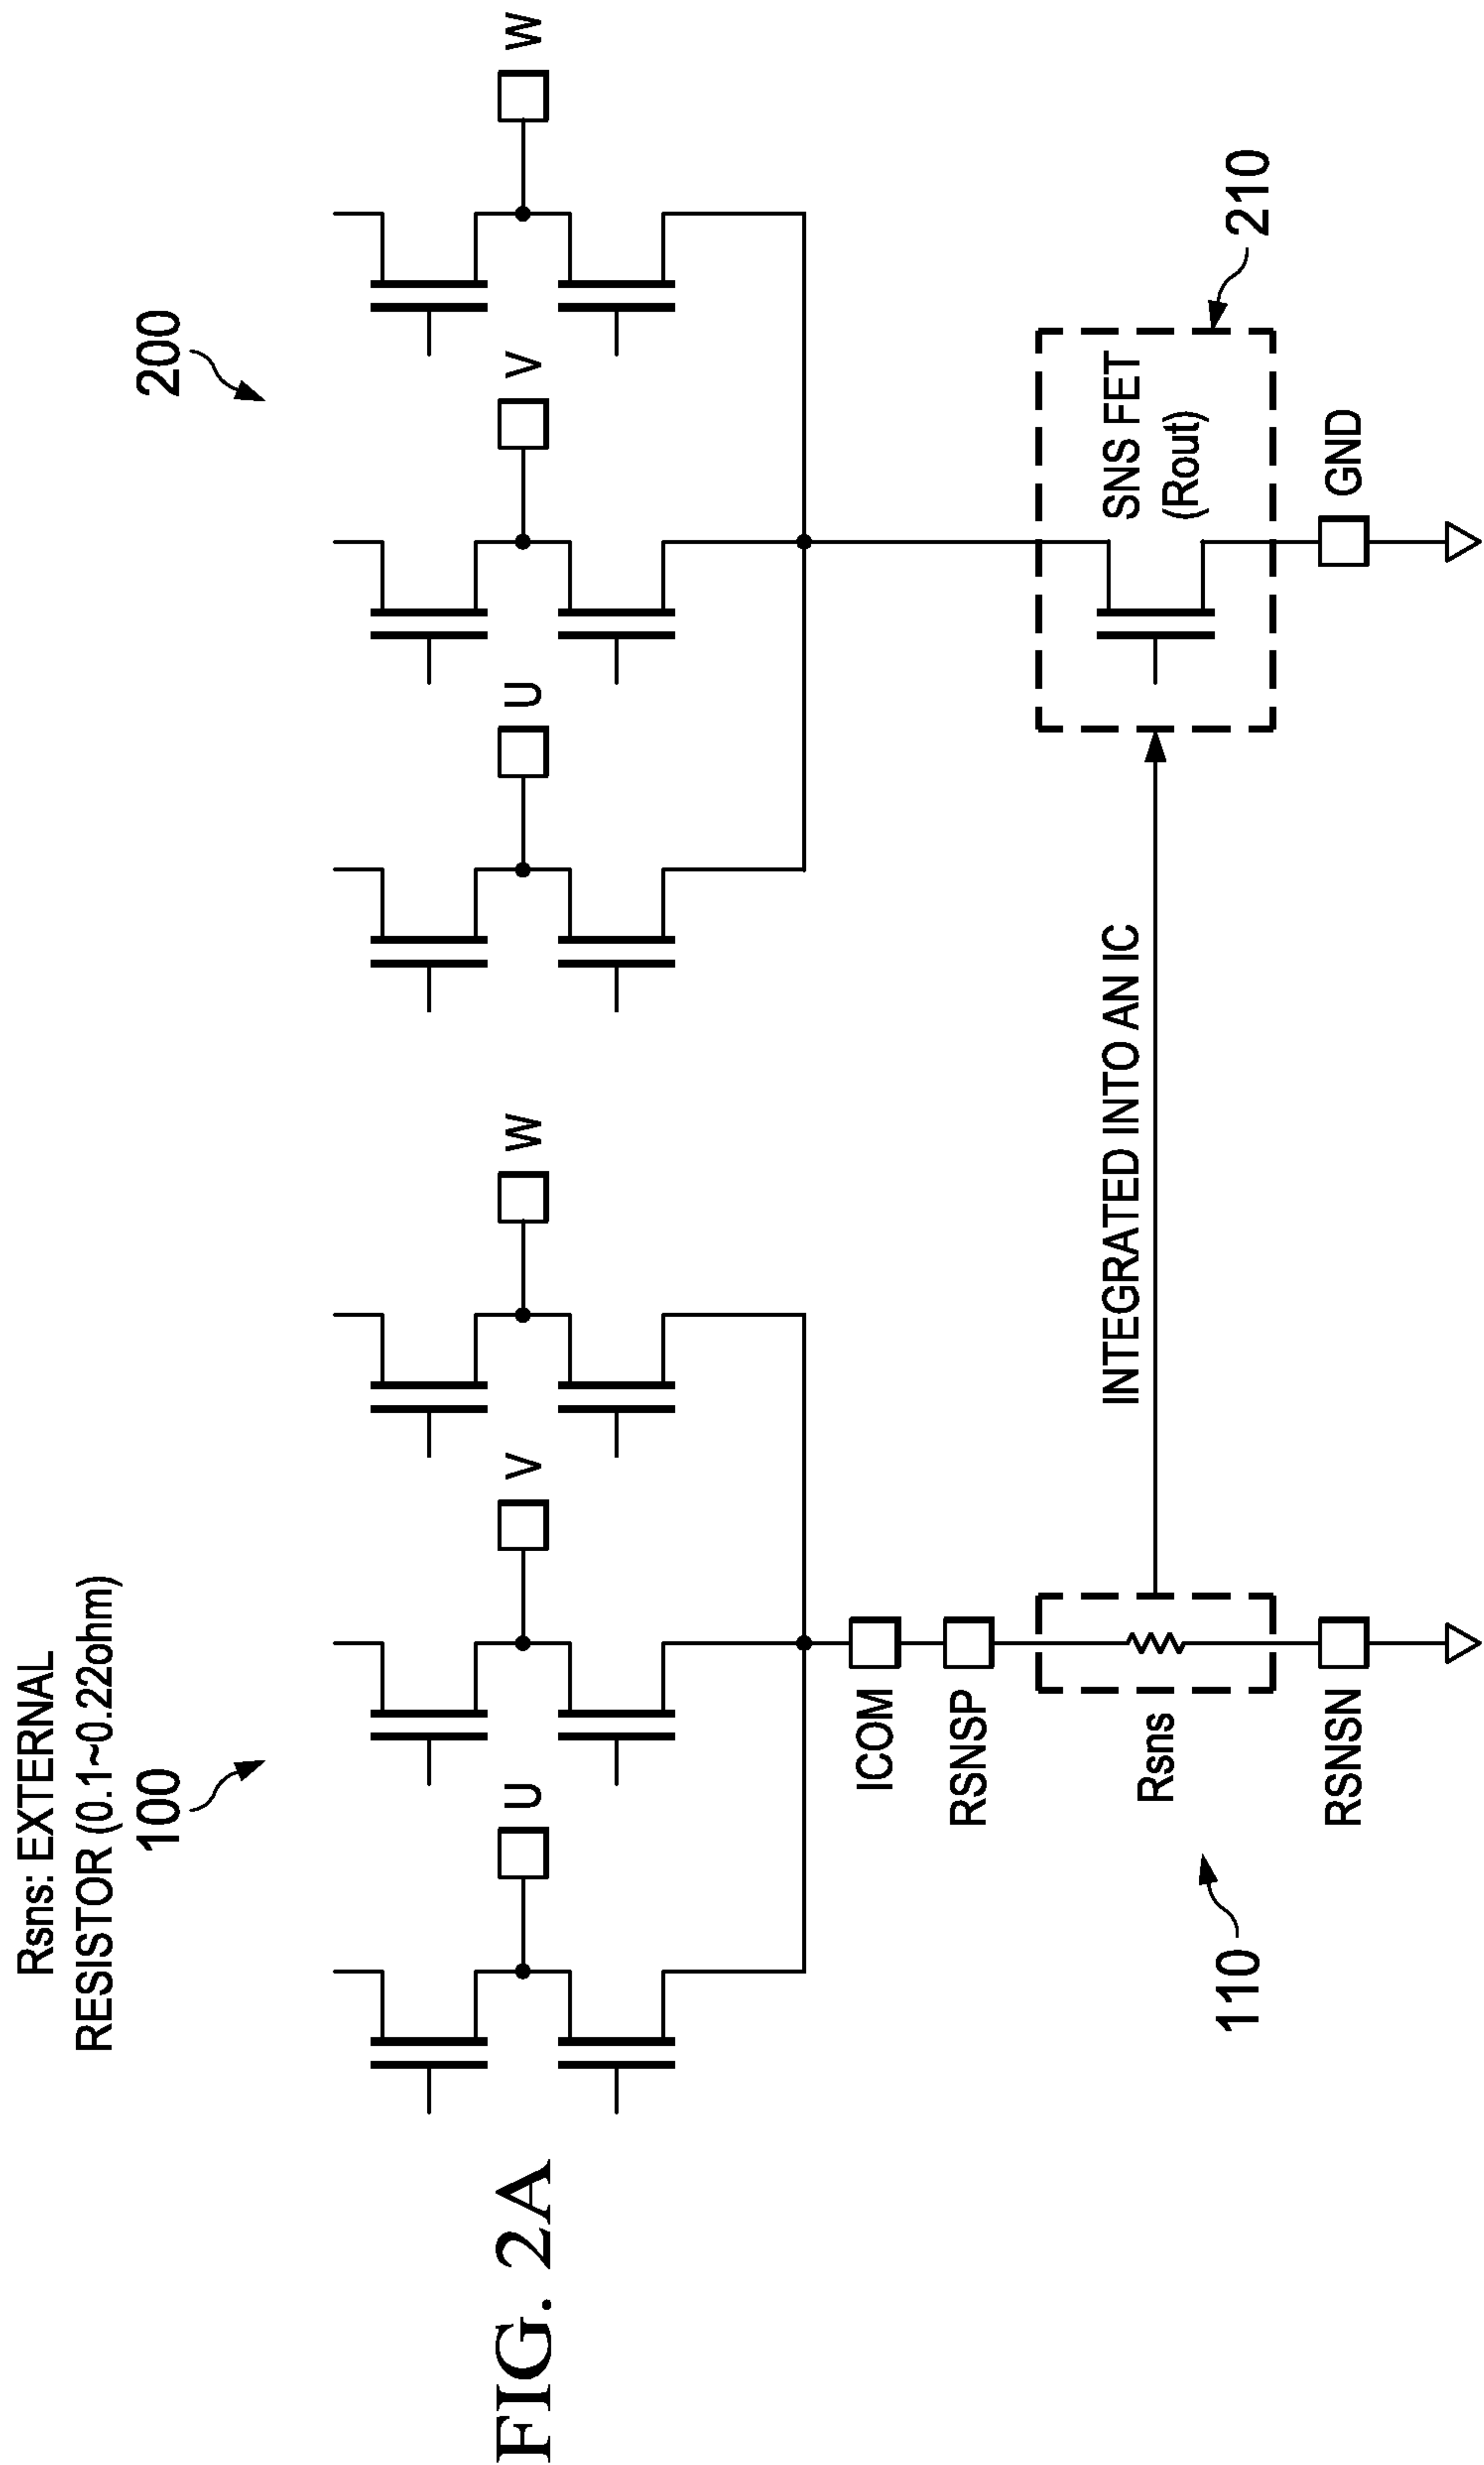 FIG. 2A
Rsns: EXTERNAL
RESISTOR (0.1~0.22ohm)
100
U
V
W
ICOM
RSNSP
Rsns
RSNSN
110
INTEGRATED INTO AN IC
200
U
V
W
SNS FET
(Rout)
210
GND